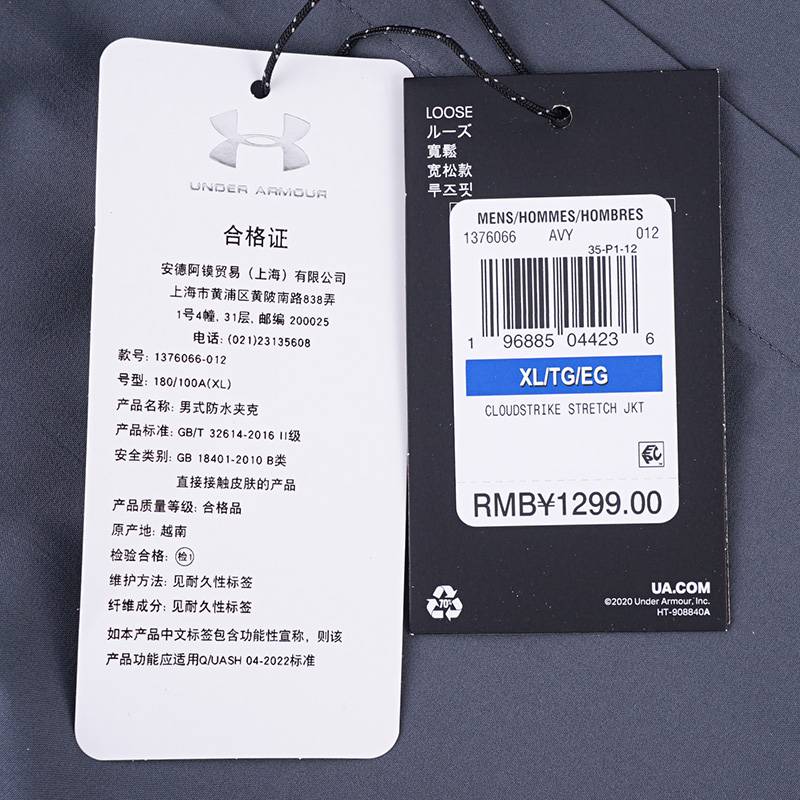 UNDER ARMOUR
合格证
安德阿镆贸易（上海）有限公司
上海市黄浦区黄陂南路838弄
1号4幢, 31层, 邮编 200025
电话: (021)23135608
款号: 1376066-012
号型: 180/100A(XL)
产品名称: 男式防水夹克
产品标准: GB/T 32614-2016 II级
安全类别: GB 18401-2010 B类
直接接触皮肤的产品
产品质量等级: 合格品
原产地: 越南
检验合格: 检1
维护方法: 见耐久性标签
纤维成分: 见耐久性标签
如本产品中文标签包含功能性宣称, 则该
产品功能应适用Q/UASH 04-2022标准
LOOSE
ルーズ
寬鬆
宽松款
루즈핏
MENS/HOMMES/HOMBRES
1376066 AVY 012
35-P1-12
1 96885 04423 6
XL/TG/EG
CLOUDSTRIKE STRETCH JKT
RMB¥1299.00
70%
UA.COM
©2020 Under Armour, Inc.
HT-908840A